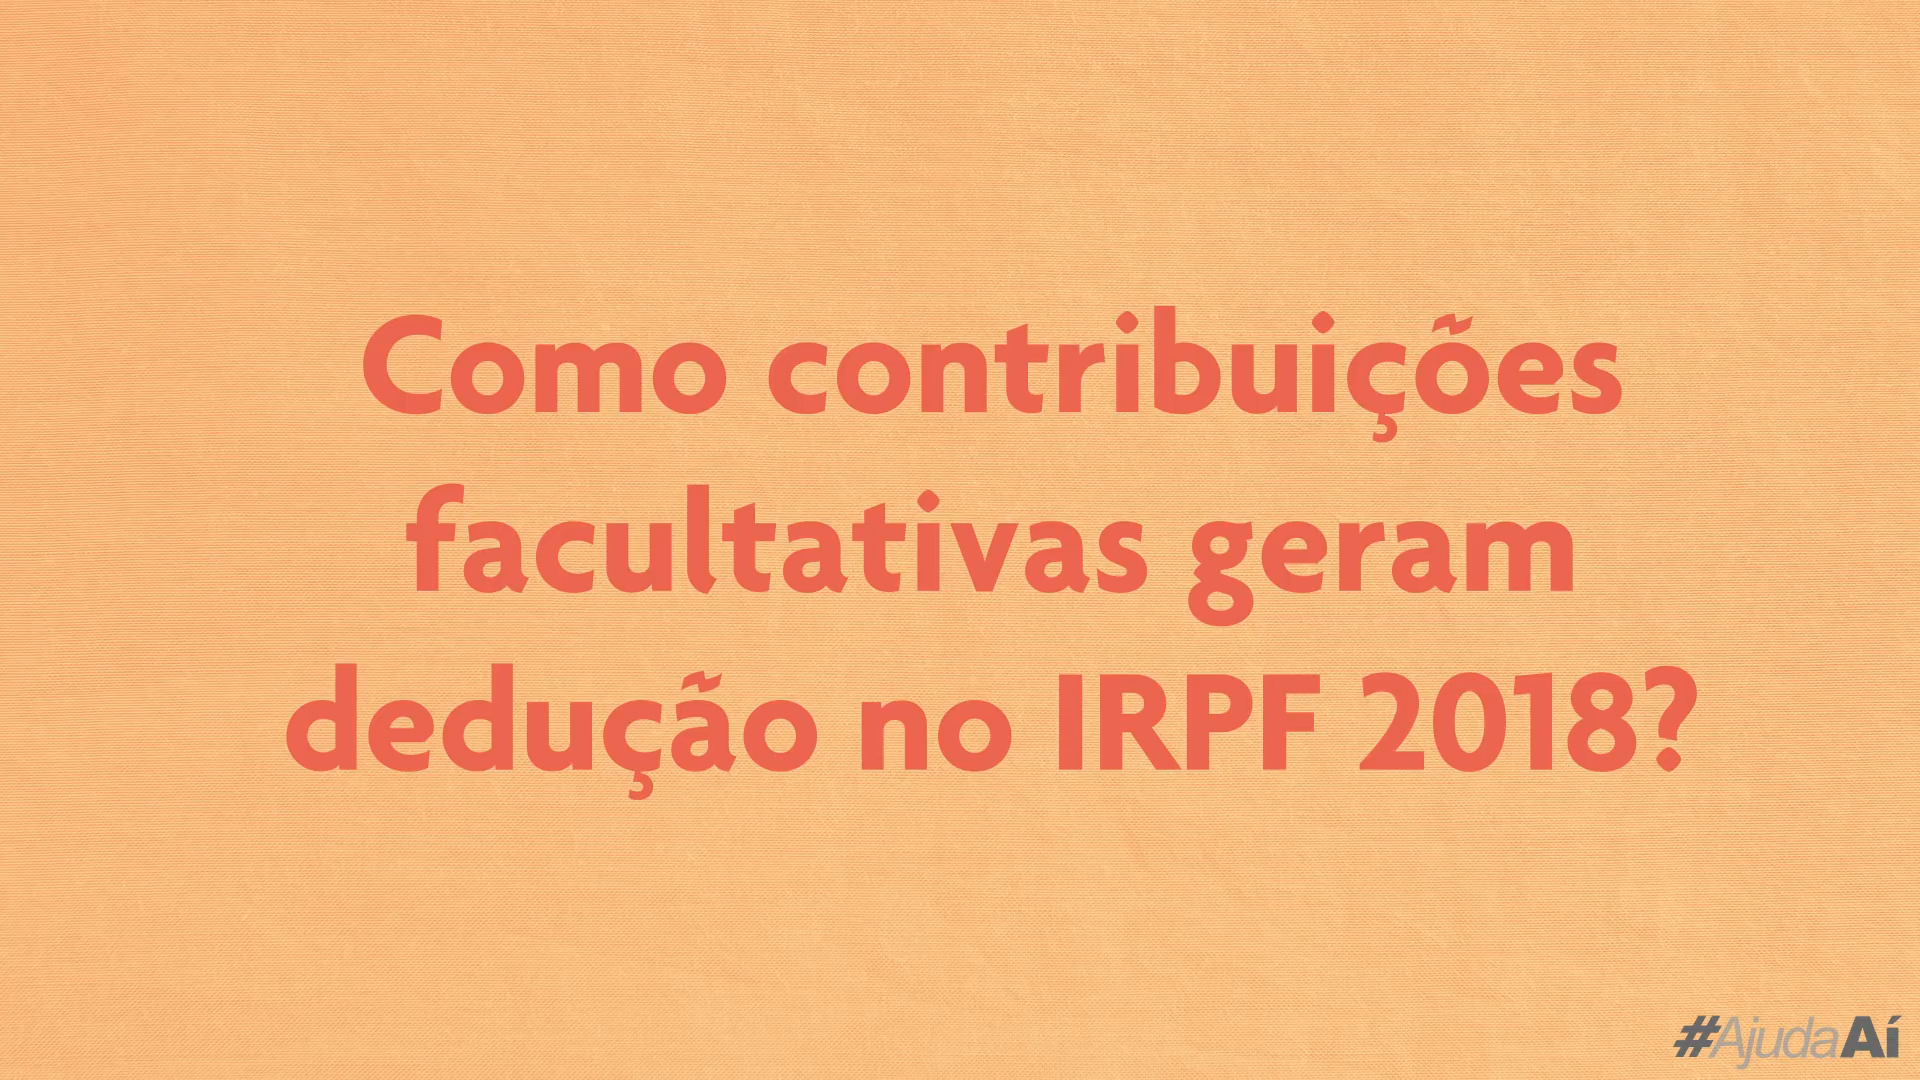 Como contribuições
facultativas geram
dedução no IRPF 2018?
#AjudaAí